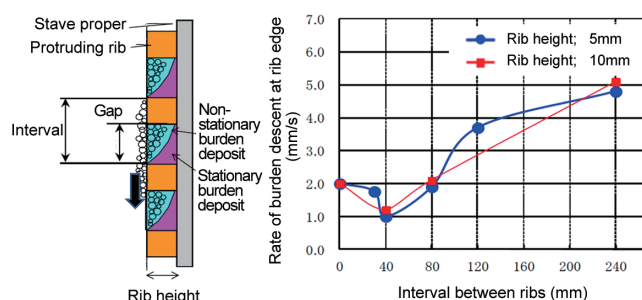 Stave proper
Protruding rib
Gap
Interval
Non-
stationary
burden
deposit
Stationary
burden
deposit
Rib height
Rate of burden descent at rib edge
(mm/s)
7.0
6.0
5.0
4.0
3.0
2.0
1.0
0.0
Rib height; 5mm
Rib height; 10mm
0 40 80 120 160 200 240
Interval between ribs (mm)